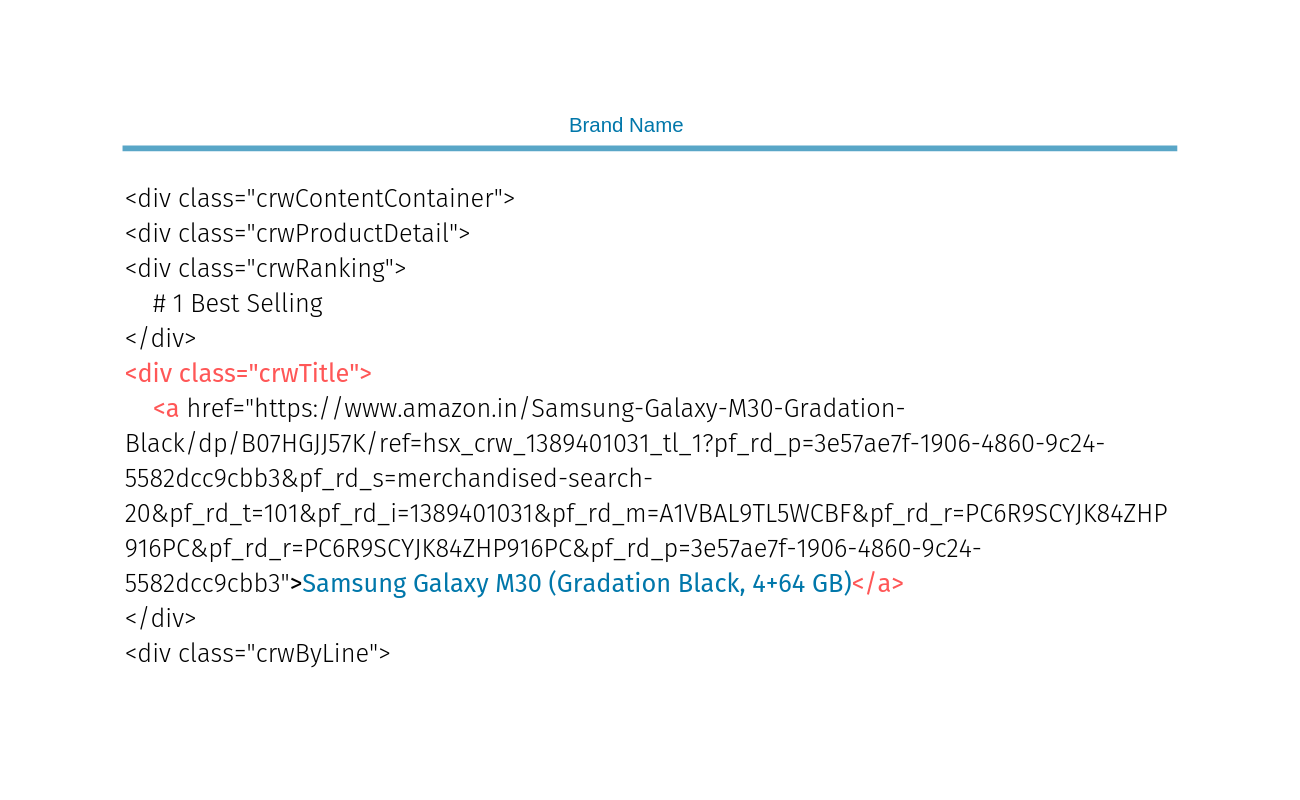 Brand Name
<div class="crwContentContainer">
<div class="crwProductDetail">
<div class="crwRanking">
# 1 Best Selling
</div>
<div class="crwTitle">
<a href="https://www.amazon.in/Samsung-Galaxy-M30-Gradation-
Black/dp/B07HGJJ57K/ref=hsx_crw_1389401031_tl_1?pf_rd_p=3e57ae7f-1906-4860-9c24-
5582dcc9cbb3&pf_rd_s=merchandised-search-
20&pf_rd_t=101&pf_rd_i=1389401031&pf_rd_m=A1VBAL9TL5WCBF&pf_rd_r=PC6R9SCYJK84ZHP
916PC&pf_rd_r=PC6R9SCYJK84ZHP916PC&pf_rd_p=3e57ae7f-1906-4860-9c24-
5582dcc9cbb3">Samsung Galaxy M30 (Gradation Black, 4+64 GB)</a>
</div>
<div class="crwByLine">